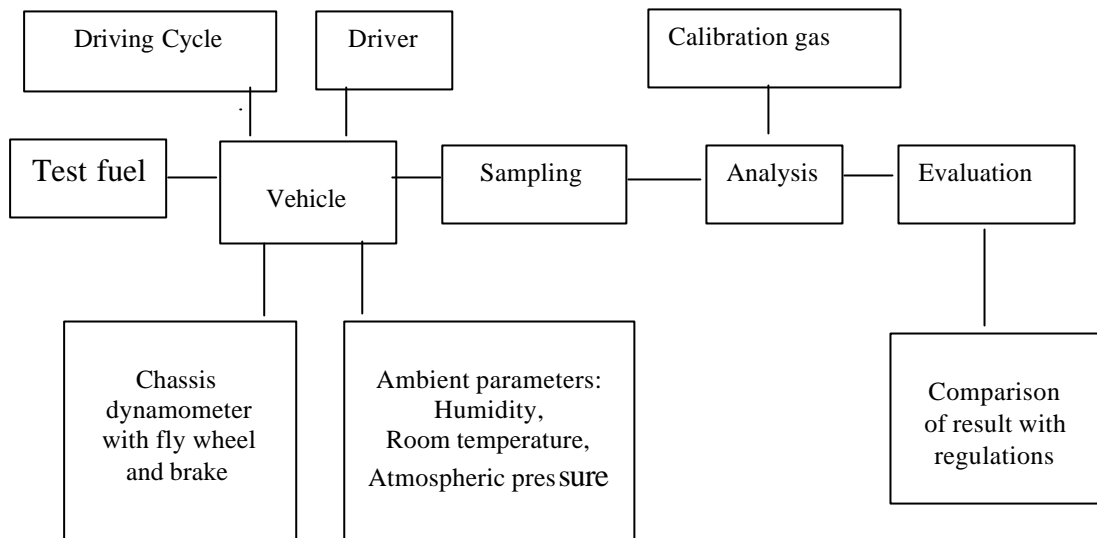 Driving Cycle
Driver
Calibration gas
Test fuel
Vehicle
Sampling
Analysis
Evaluation
Chassis
dynamometer
with fly wheel
and brake
Ambient parameters:
Humidity,
Room temperature,
Atmospheric pressure
Comparison
of result with
regulations